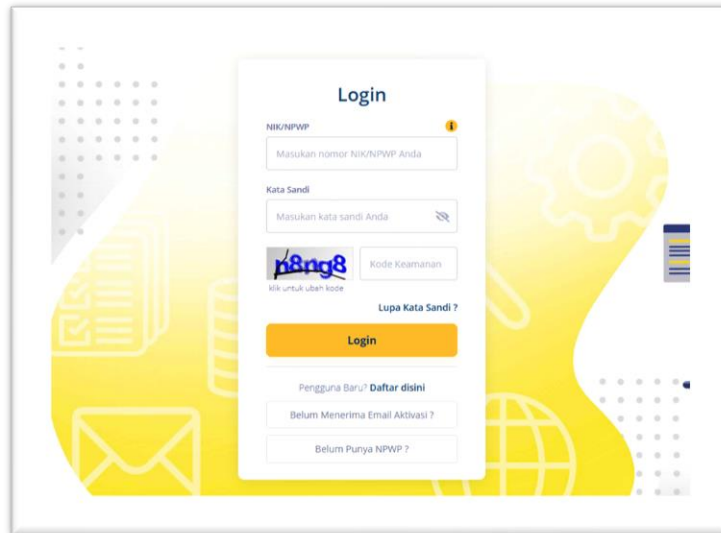 Login
NIK/NPWP
Masukan nomor NIK/NPWP Anda
Kata Sandi
Masukan kata sandi Anda
n8ng8 Kode Keamanan
klik untuk ubah kode
Lupa Kata Sandi ?
Login
Pengguna Baru? Daftar disini
Belum Menerima Email Aktivasi ?
Belum Punya NPWP ?